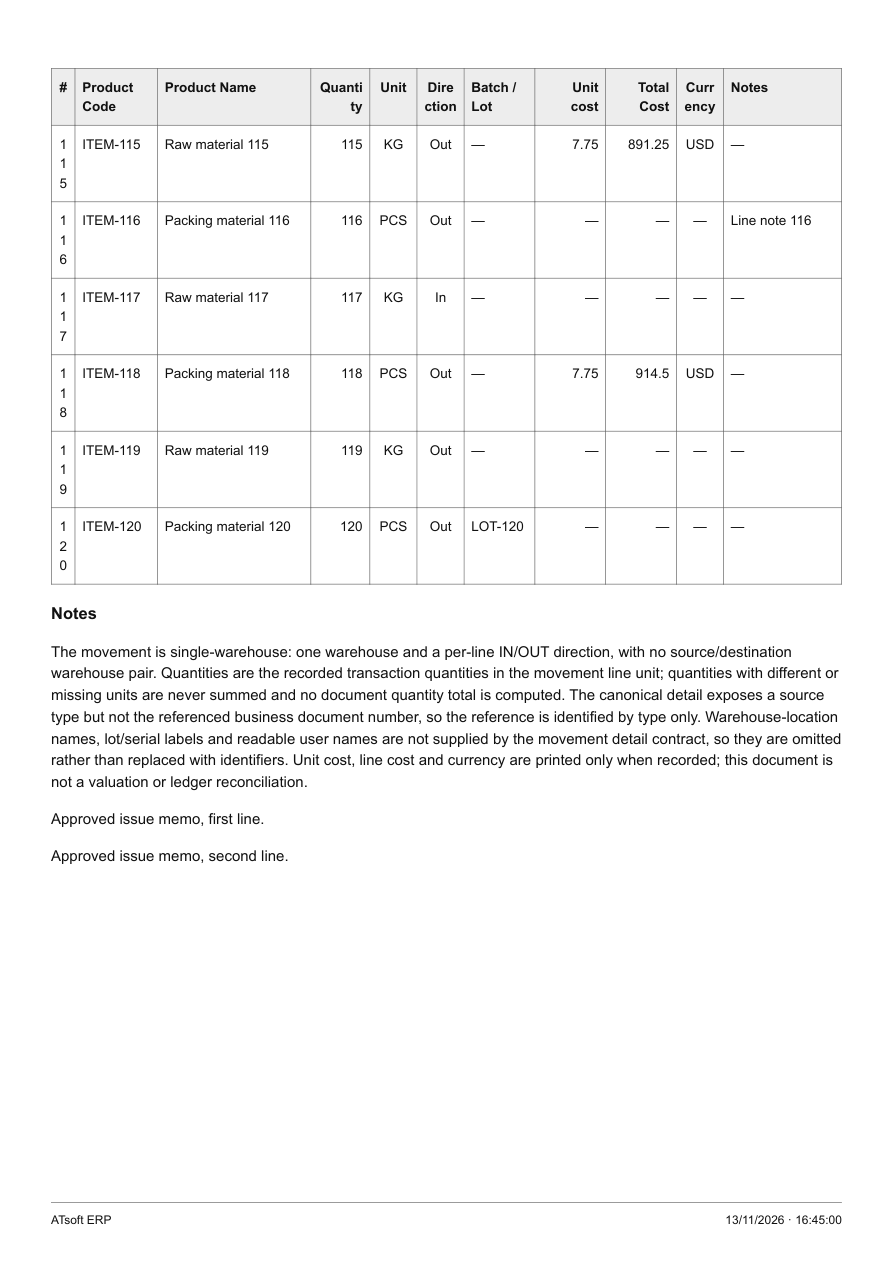 # Product Code Product Name Quantity Unit Direction Batch / Lot Unit cost Total Cost Currency Notes
115 ITEM-115 Raw material 115 115 KG Out — 7.75 891.25 USD —
116 ITEM-116 Packing material 116 116 PCS Out — — — — Line note 116
117 ITEM-117 Raw material 117 117 KG In — — — — —
118 ITEM-118 Packing material 118 118 PCS Out — 7.75 914.5 USD —
119 ITEM-119 Raw material 119 119 KG Out — — — — —
120 ITEM-120 Packing material 120 120 PCS Out LOT-120 — — — —
Notes
The movement is single-warehouse: one warehouse and a per-line IN/OUT direction, with no source/destination
warehouse pair. Quantities are the recorded transaction quantities in the movement line unit; quantities with different or
missing units are never summed and no document quantity total is computed. The canonical detail exposes a source
type but not the referenced business document number, so the reference is identified by type only. Warehouse-location
names, lot/serial labels and readable user names are not supplied by the movement detail contract, so they are omitted
rather than replaced with identifiers. Unit cost, line cost and currency are printed only when recorded; this document is
not a valuation or ledger reconciliation.
Approved issue memo, first line.
Approved issue memo, second line.
ATsoft ERP 13/11/2026 · 16:45:00